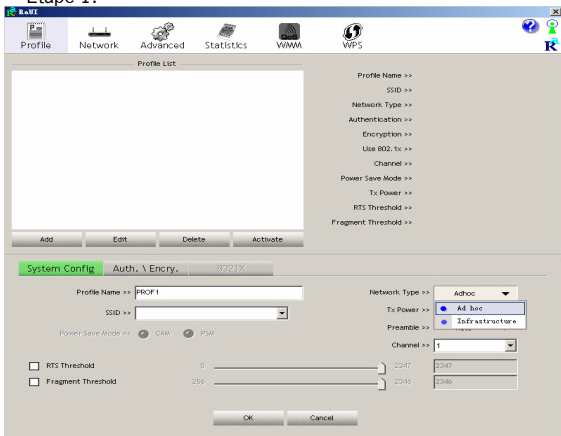 Etape 1:
RaUI
Profile Network Advanced Statistics WMM WPS
Profile List
Profile Name >>
SSID >>
Network Type >>
Authentication >>
Encryption >>
Use 802.1x >>
Channel >>
Power Save Mode >>
Tx Power >>
RTS Threshold >>
Fragment Threshold >>
Add Edit Delete Activate
System Config Auth. \ Encry. 8021X
Profile Name >> PROF1 Network Type >> Adhoc
SSID >> Tx Power >> Ad hoc
Infrastructure
Power Save Mode >> CAM PSM Preamble >>
Channel >> 1
RTS Threshold 0 2347 2347
Fragment Threshold 256 2346 2346
OK Cancel